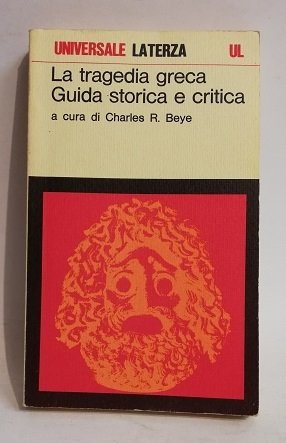 UNIVERSALE LATERZA UL
La tragedia greca
Guida storica e critica
a cura di Charles R. Beye